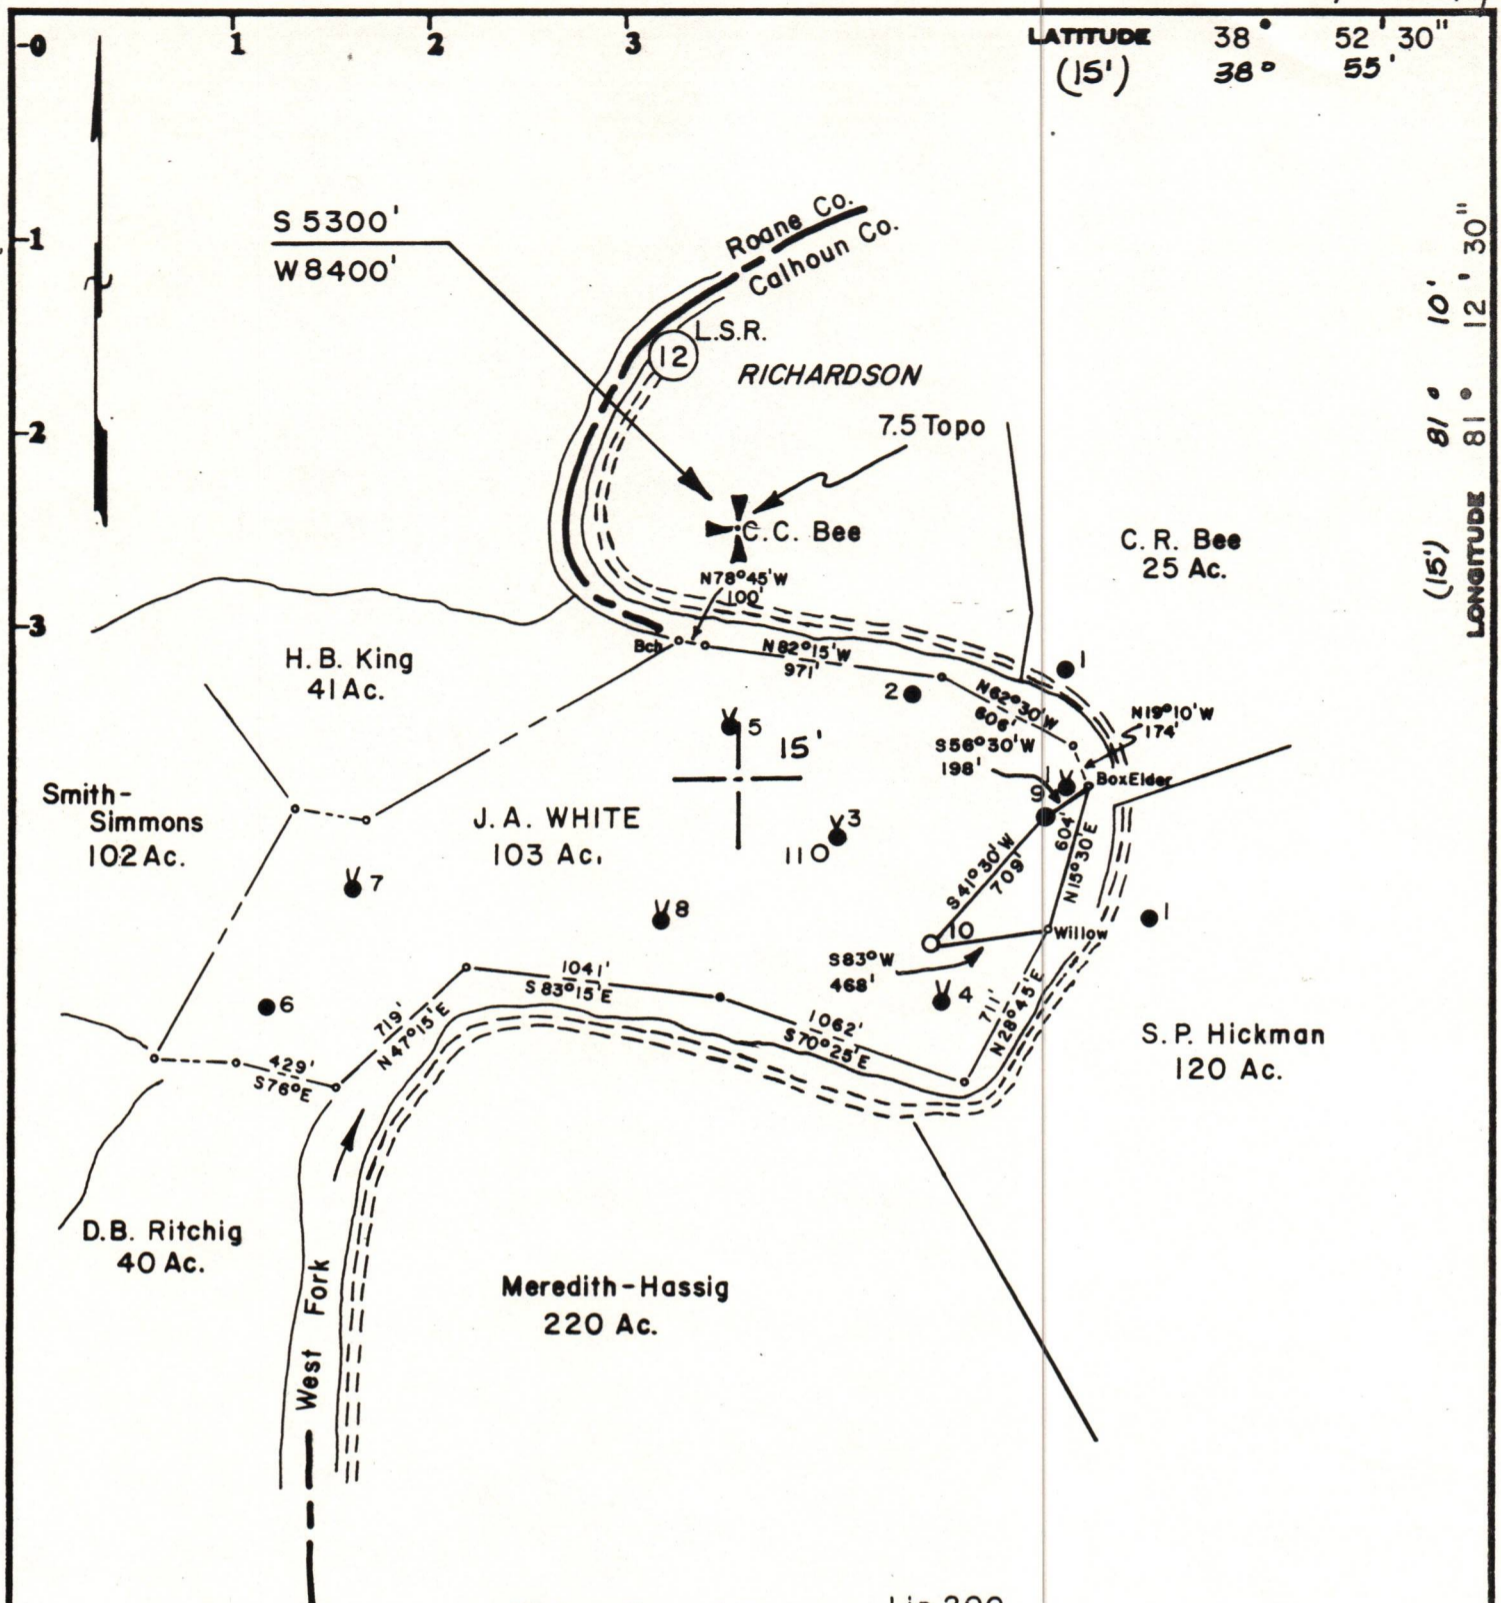 0
1
2
3
LATITUDE 38° 52' 30"
(15') 38° 55'
1
2
3
(15') 81° 10'
LONGITUDE 81° 12' 30"
S 5300'
W 8400'
Roane Co.
Calhoun Co.
L.S.R.
12
RICHARDSON
7.5 Topo
C.C. Bee
C. R. Bee
25 Ac.
N78°45'W
100'
Bch
N82°15'W
971'
H. B. King
41 Ac.
N62°30'W
606'
1
2
N19°10'W
174'
S56°30'W
198'
5
15'
1
Box Elder
9
Smith-
Simmons
102 Ac.
J. A. WHITE
103 Ac.
3
11
604'
N15°30'E
S41°30'W
709'
7
8
10
Willow
1
S83°W
468'
4
1041'
S83°15'E
6
719'
N47°15'E
1062'
S70°25'E
711'
N28°45'E
S. P. Hickman
120 Ac.
429'
S76°E
D.B. Ritchig
40 Ac.
West Fork
Meredith-Hassig
220 Ac.